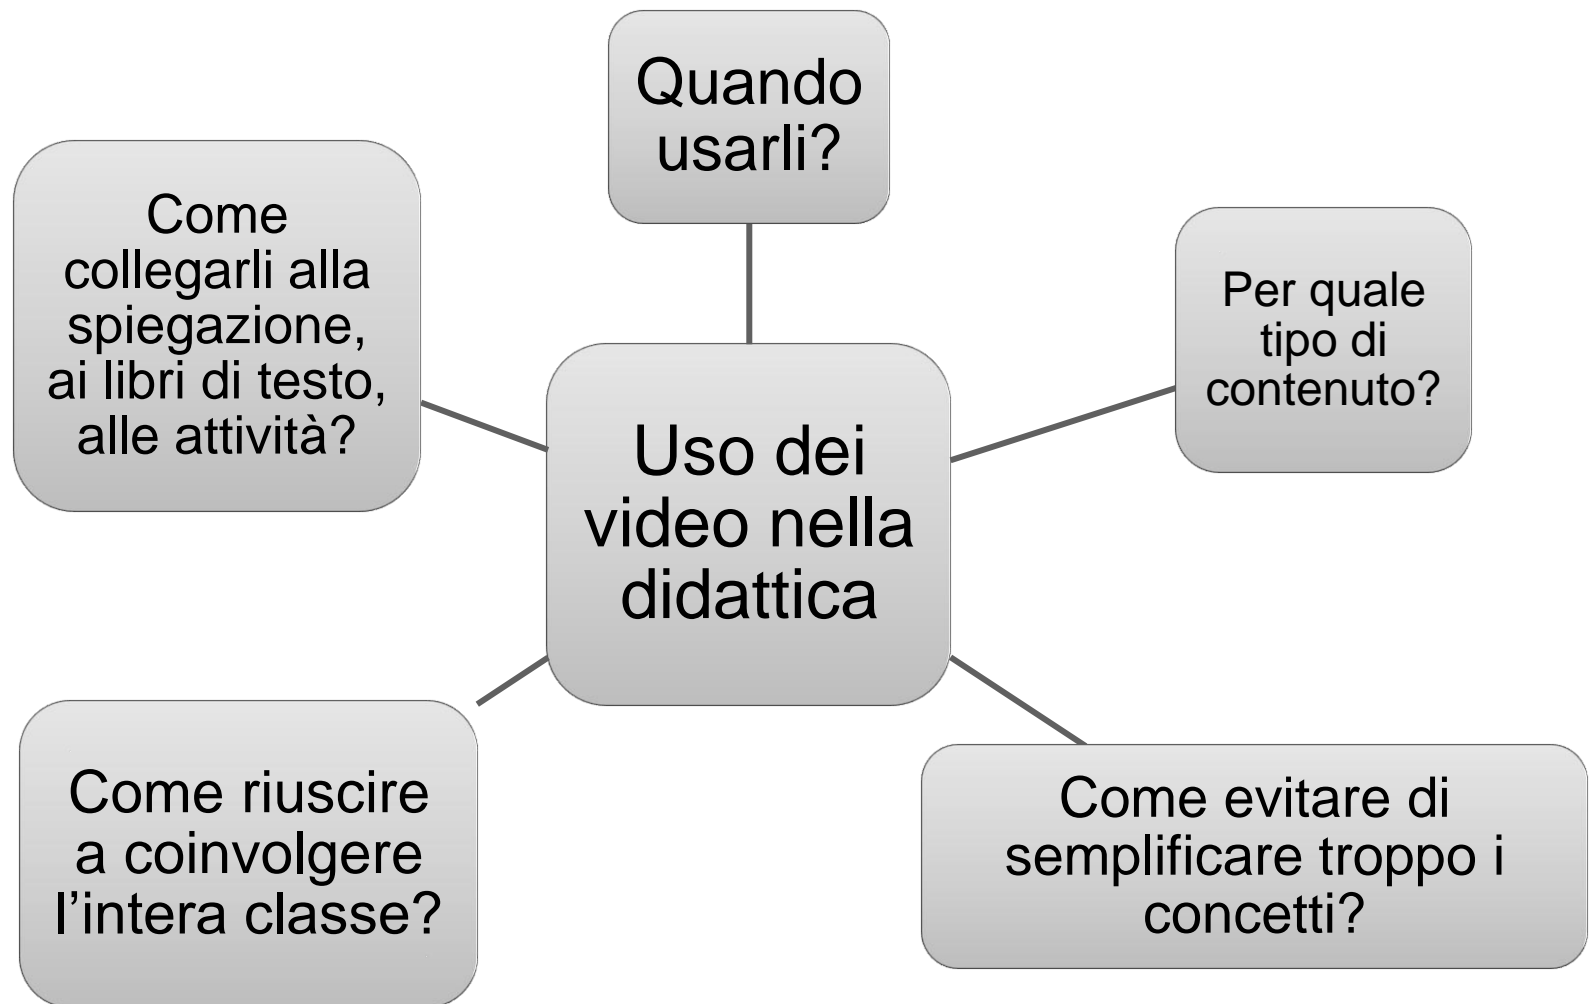 Quando
usarli?
Come
collegarli alla
spiegazione,
ai libri di testo,
alle attività?
Per quale
tipo di
contenuto?
Uso dei
video nella
didattica
Come riuscire
a coinvolgere
l’intera classe?
Come evitare di
semplificare troppo i
concetti?